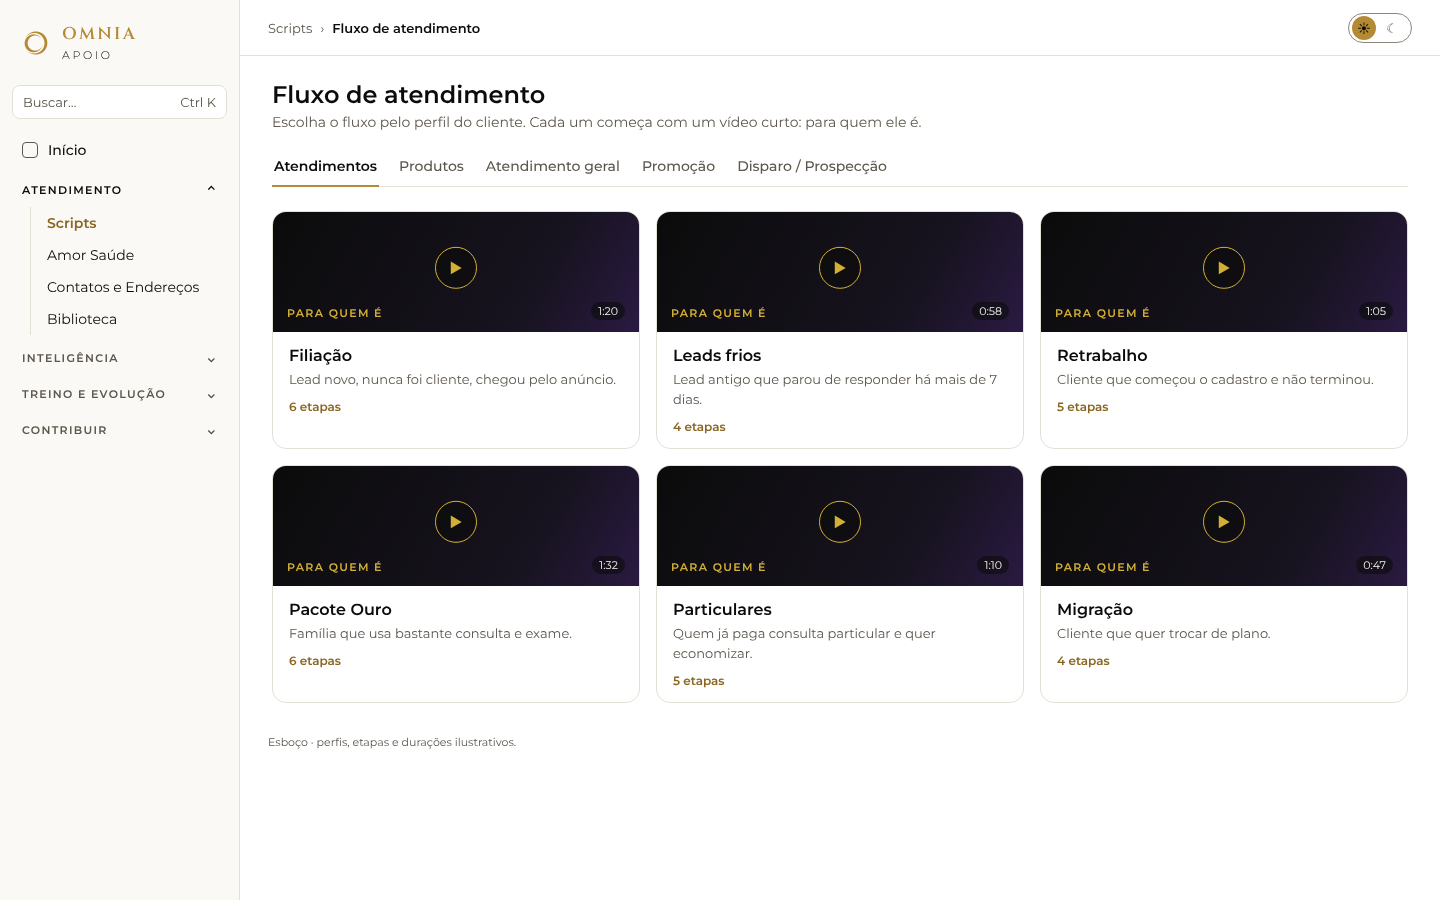 OMNIA
APOIO
Buscar... Ctrl K
Início
ATENDIMENTO
Scripts
Amor Saúde
Contatos e Endereços
Biblioteca
INTELIGÊNCIA
TREINO E EVOLUÇÃO
CONTRIBUIR
Scripts › Fluxo de atendimento
Fluxo de atendimento
Escolha o fluxo pelo perfil do cliente. Cada um começa com um vídeo curto: para quem ele é.
Atendimentos Produtos Atendimento geral Promoção Disparo / Prospecção
PARA QUEM É 1:20
Filiação
Lead novo, nunca foi cliente, chegou pelo anúncio.
6 etapas
PARA QUEM É 0:58
Leads frios
Lead antigo que parou de responder há mais de 7
dias.
4 etapas
PARA QUEM É 1:05
Retrabalho
Cliente que começou o cadastro e não terminou.
5 etapas
PARA QUEM É 1:32
Pacote Ouro
Família que usa bastante consulta e exame.
6 etapas
PARA QUEM É 1:10
Particulares
Quem já paga consulta particular e quer
economizar.
5 etapas
PARA QUEM É 0:47
Migração
Cliente que quer trocar de plano.
4 etapas
Esboço · perfis, etapas e durações ilustrativos.